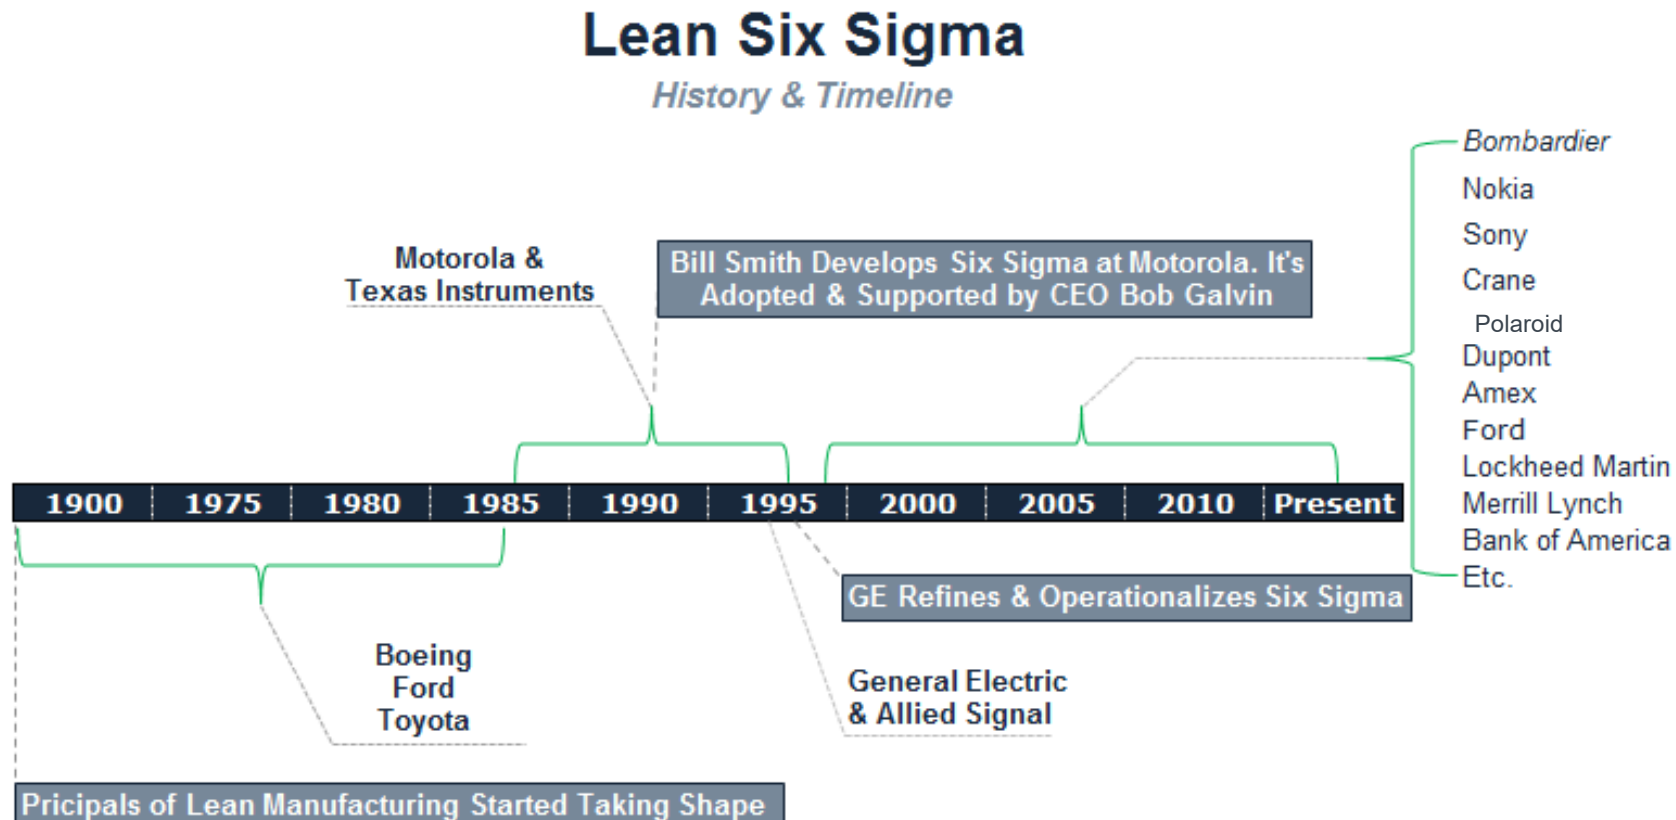 Lean Six Sigma
History & Timeline
Bombardier
Nokia
Sony
Crane
Polaroid
Dupont
Amex
Ford
Lockheed Martin
Merrill Lynch
Bank of America
Etc.
Motorola &
Texas Instruments
Bill Smith Develops Six Sigma at Motorola. It's
Adopted & Supported by CEO Bob Galvin
1900 1975 1980 1985 1990 1995 2000 2005 2010 Present
GE Refines & Operationalizes Six Sigma
Boeing
Ford
Toyota
General Electric
& Allied Signal
Pricipals of Lean Manufacturing Started Taking Shape